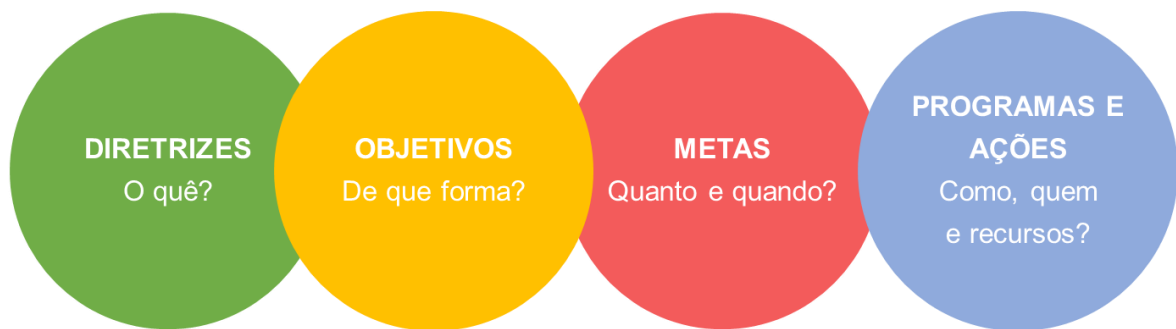 DIRETRIZES
O quê?
OBJETIVOS
De que forma?
METAS
Quanto e quando?
PROGRAMAS E
AÇÕES
Como, quem
e recursos?